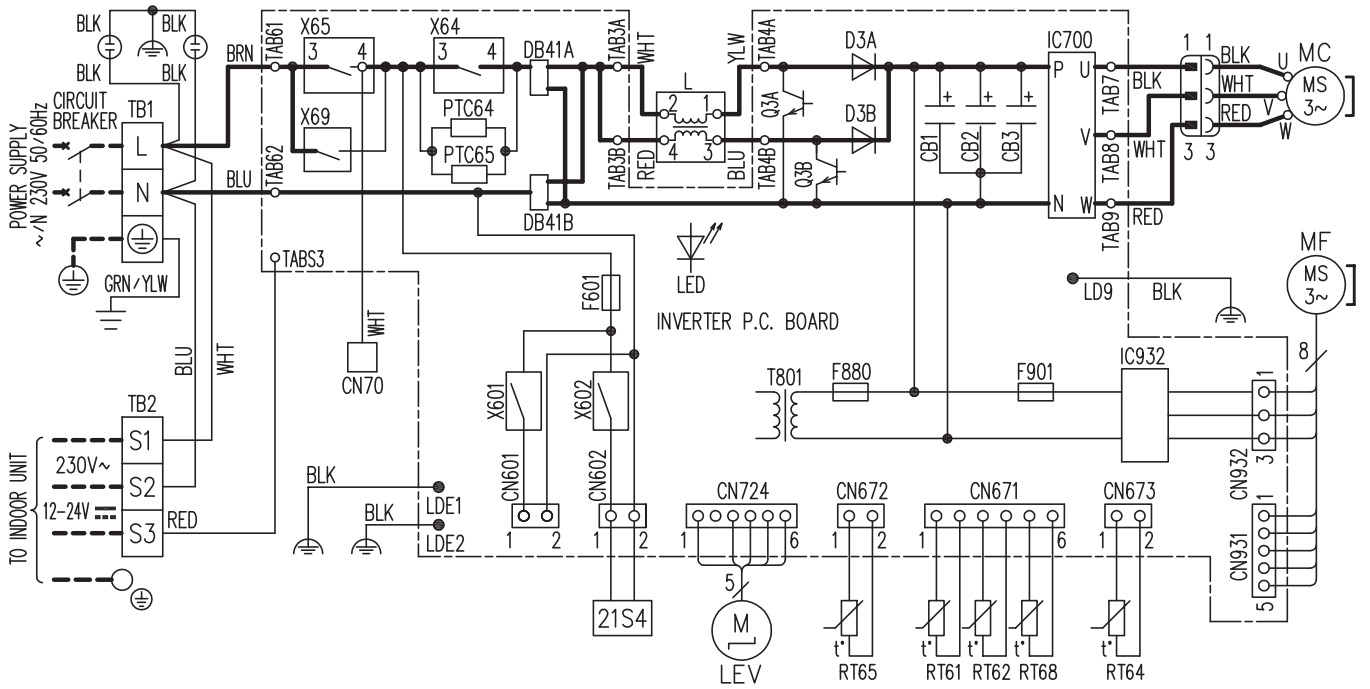 BLK BLK
BLK BLK
BRN
TAB61
X65
3 4
X64
3 4
DB41A
TAB3A
WHT
YLW
TAB4A
D3A
IC700
P U
TAB7
1 1
BLK
BLK
U
MC
MS
3~
WHT
V
RED
W
3 3
CIRCUIT
BREAKER
TB1
L
N
POWER SUPPLY
~/N 230V 50/60Hz
X69
PTC64
PTC65
BLU
TAB62
DB41B
L
2 1
4 3
TAB3B
RED
BLU
TAB4B
Q3A
D3B
Q3B
CB1
+
CB2
+
CB3
+
V
TAB8
WHT
N W
TAB9
RED
GRN/YLW
TABS3
LED
F601
INVERTER P.C. BOARD
LD9 BLK
MF
MS
3~
8
WHT
CN70
BLU
WHT
X601
X602
T801
F880
F901
IC932
1
3
CN932
TB2
S1
S2
S3
TO INDOOR UNIT
230V~
12-24V
RED
BLK
LDE1
BLK
LDE2
CN601
1 2
CN602
1 2
21S4
CN724
1 6
5
M
LEV
CN672
1 2
t°
RT65
CN671
1 6
t° t° t°
RT61 RT62 RT68
CN673
1 2
t°
RT64
CN931
1
5